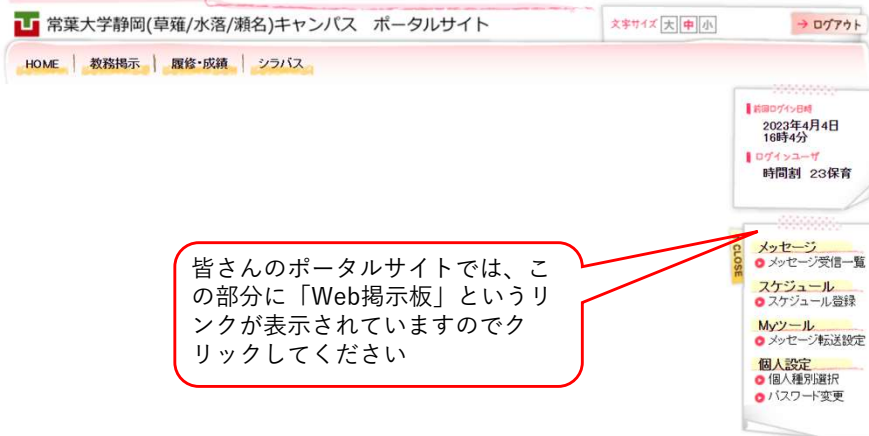 常葉大学静岡(草薙/水落/瀬名)キャンパス ポータルサイト
文字サイズ 大 中 小
→ ログアウト
HOME 教務掲示 履修・成績 シラバス
前回ログイン日時
2023年4月4日
16時4分
ログインユーザ
時間割 23保育
皆さんのポータルサイトでは、こ
の部分に「Web掲示板」というリ
ンクが表示されていますのでク
リックしてください
CLOSE
メッセージ
メッセージ受信一覧
スケジュール
スケジュール登録
Myツール
メッセージ転送設定
個人設定
個人種別選択
パスワード変更